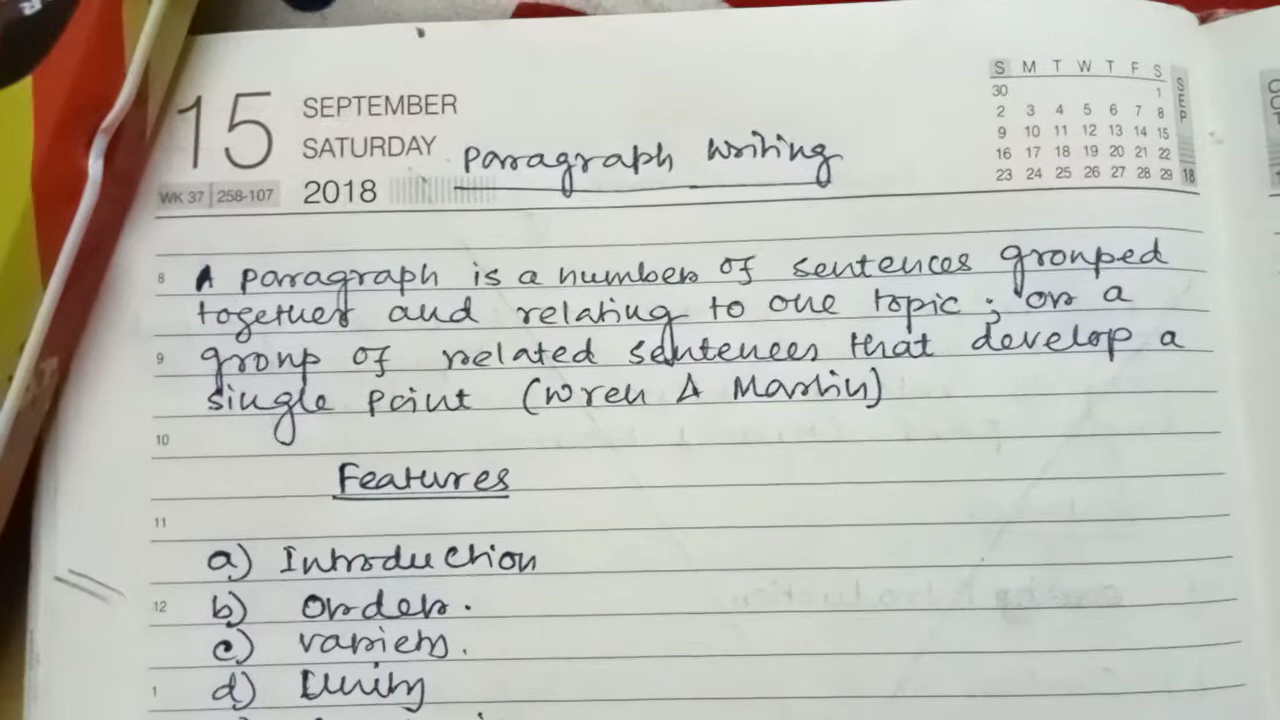 15 SEPTEMBER
SATURDAY
WK 37 | 258-107 2018
Paragraph Writing
S M T W T F S
30 1
2 3 4 5 6 7 8
9 10 11 12 13 14 15
16 17 18 19 20 21 22
23 24 25 26 27 28 29
SEP 18
8 A paragraph is a number of sentences grouped
together and relating to one topic ; or a
9 group of related sentences that develop a
single point (Wren & Martin)
10
Features
11
a) Introduction
12 b) order.
c) variety.
1 d) Unity